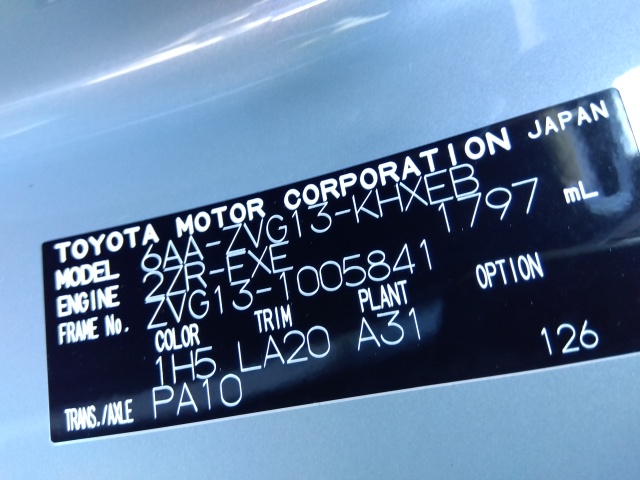 TOYOTA MOTOR CORPORATION JAPAN
MODEL 6AA-ZVG13-KHXEB
ENGINE 2ZR-FXE 1797 mL
FRAME No. ZVG13-1005841
COLOR TRIM PLANT OPTION
1H5 LA20 A31
TRANS./AXLE PA10 126